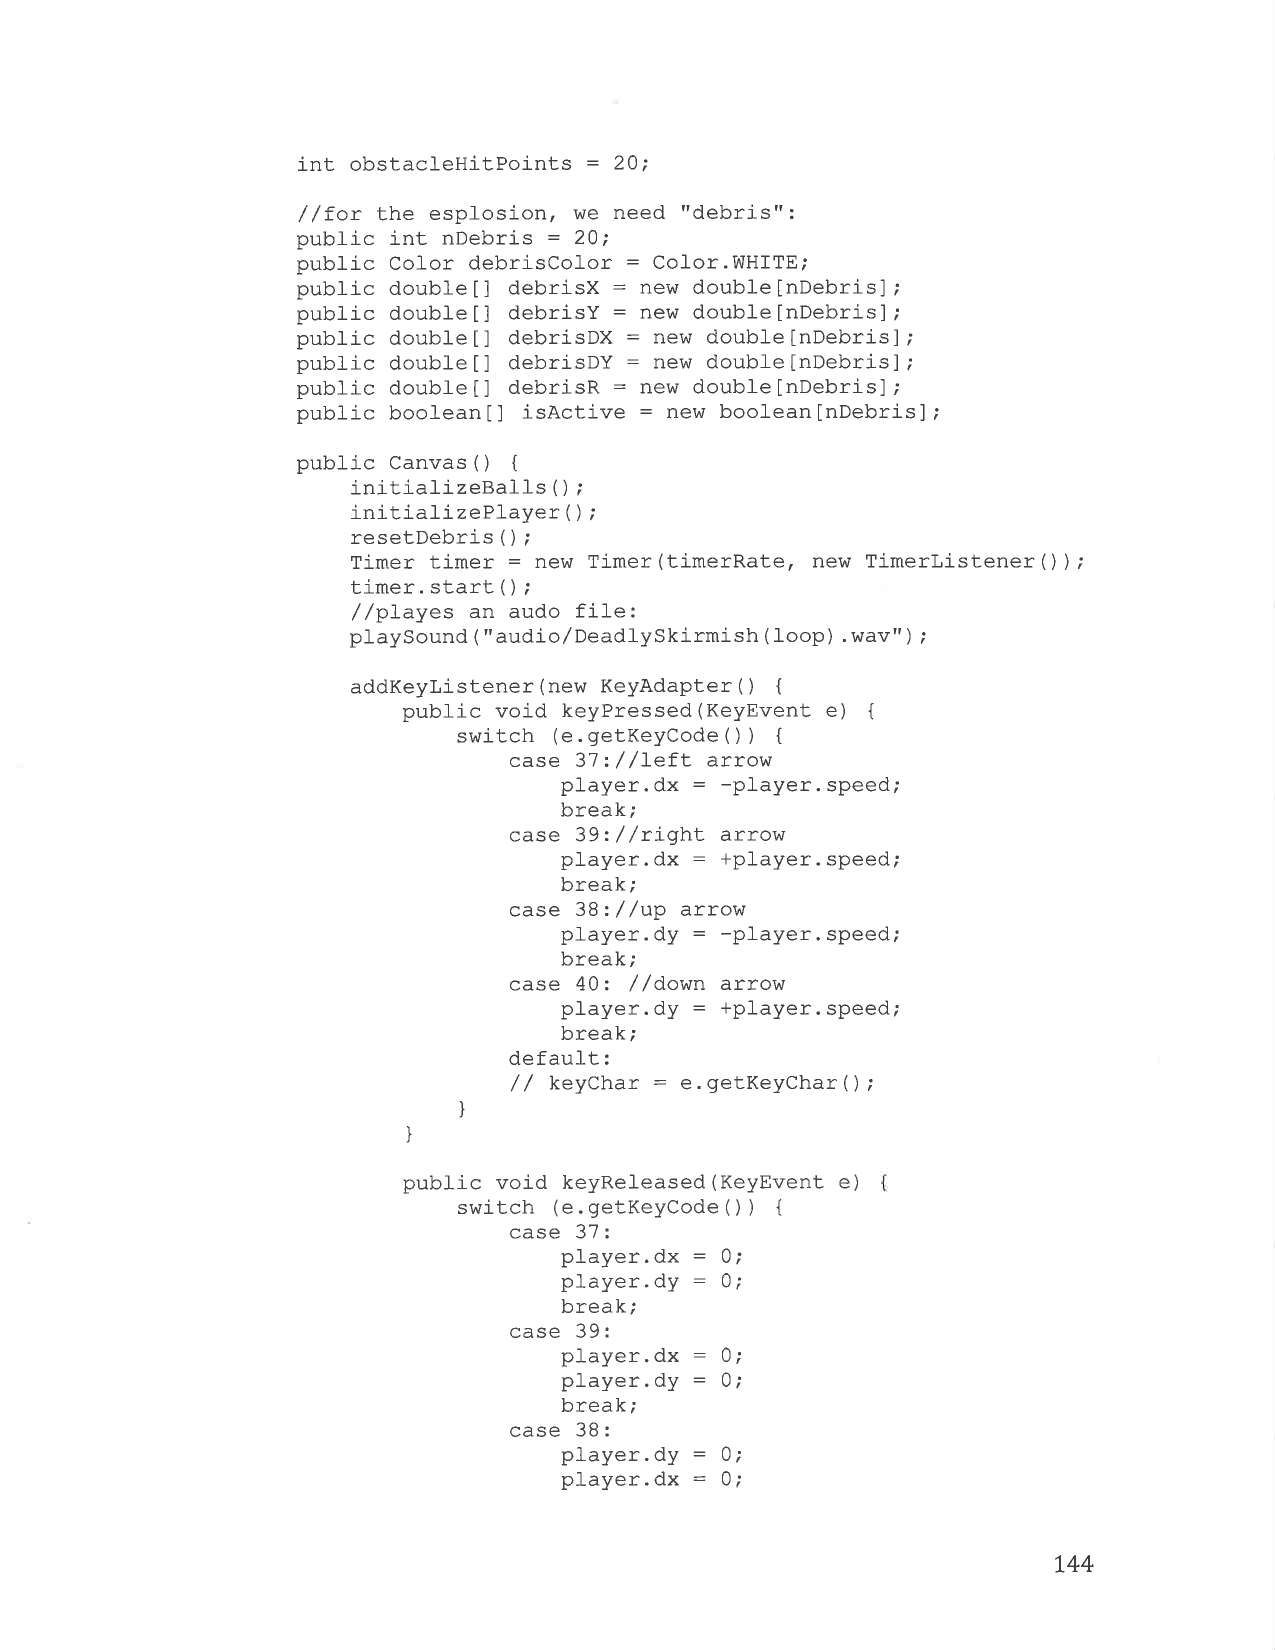 int obstacleHitPoints = 20;

//for the esplosion, we need "debris":
public int nDebris = 20;
public Color debrisColor = Color.WHITE;
public double[] debrisX = new double[nDebris];
public double[] debrisY = new double[nDebris];
public double[] debrisDX = new double[nDebris];
public double[] debrisDY = new double[nDebris];
public double[] debrisR = new double[nDebris];
public boolean[] isActive = new boolean[nDebris];

public Canvas() {
    initializeBalls();
    initializePlayer();
    resetDebris();
    Timer timer = new Timer(timerRate, new TimerListener());
    timer.start();
    //playes an audo file:
    playSound("audio/DeadlySkirmish(loop).wav");

    addKeyListener(new KeyAdapter() {
        public void keyPressed(KeyEvent e) {
            switch (e.getKeyCode()) {
                case 37://left arrow
                    player.dx = -player.speed;
                    break;
                case 39://right arrow
                    player.dx = +player.speed;
                    break;
                case 38://up arrow
                    player.dy = -player.speed;
                    break;
                case 40: //down arrow
                    player.dy = +player.speed;
                    break;
                default:
                // keyChar = e.getKeyChar();
            }
        }

        public void keyReleased(KeyEvent e) {
            switch (e.getKeyCode()) {
                case 37:
                    player.dx = 0;
                    player.dy = 0;
                    break;
                case 39:
                    player.dx = 0;
                    player.dy = 0;
                    break;
                case 38:
                    player.dy = 0;
                    player.dx = 0;

144